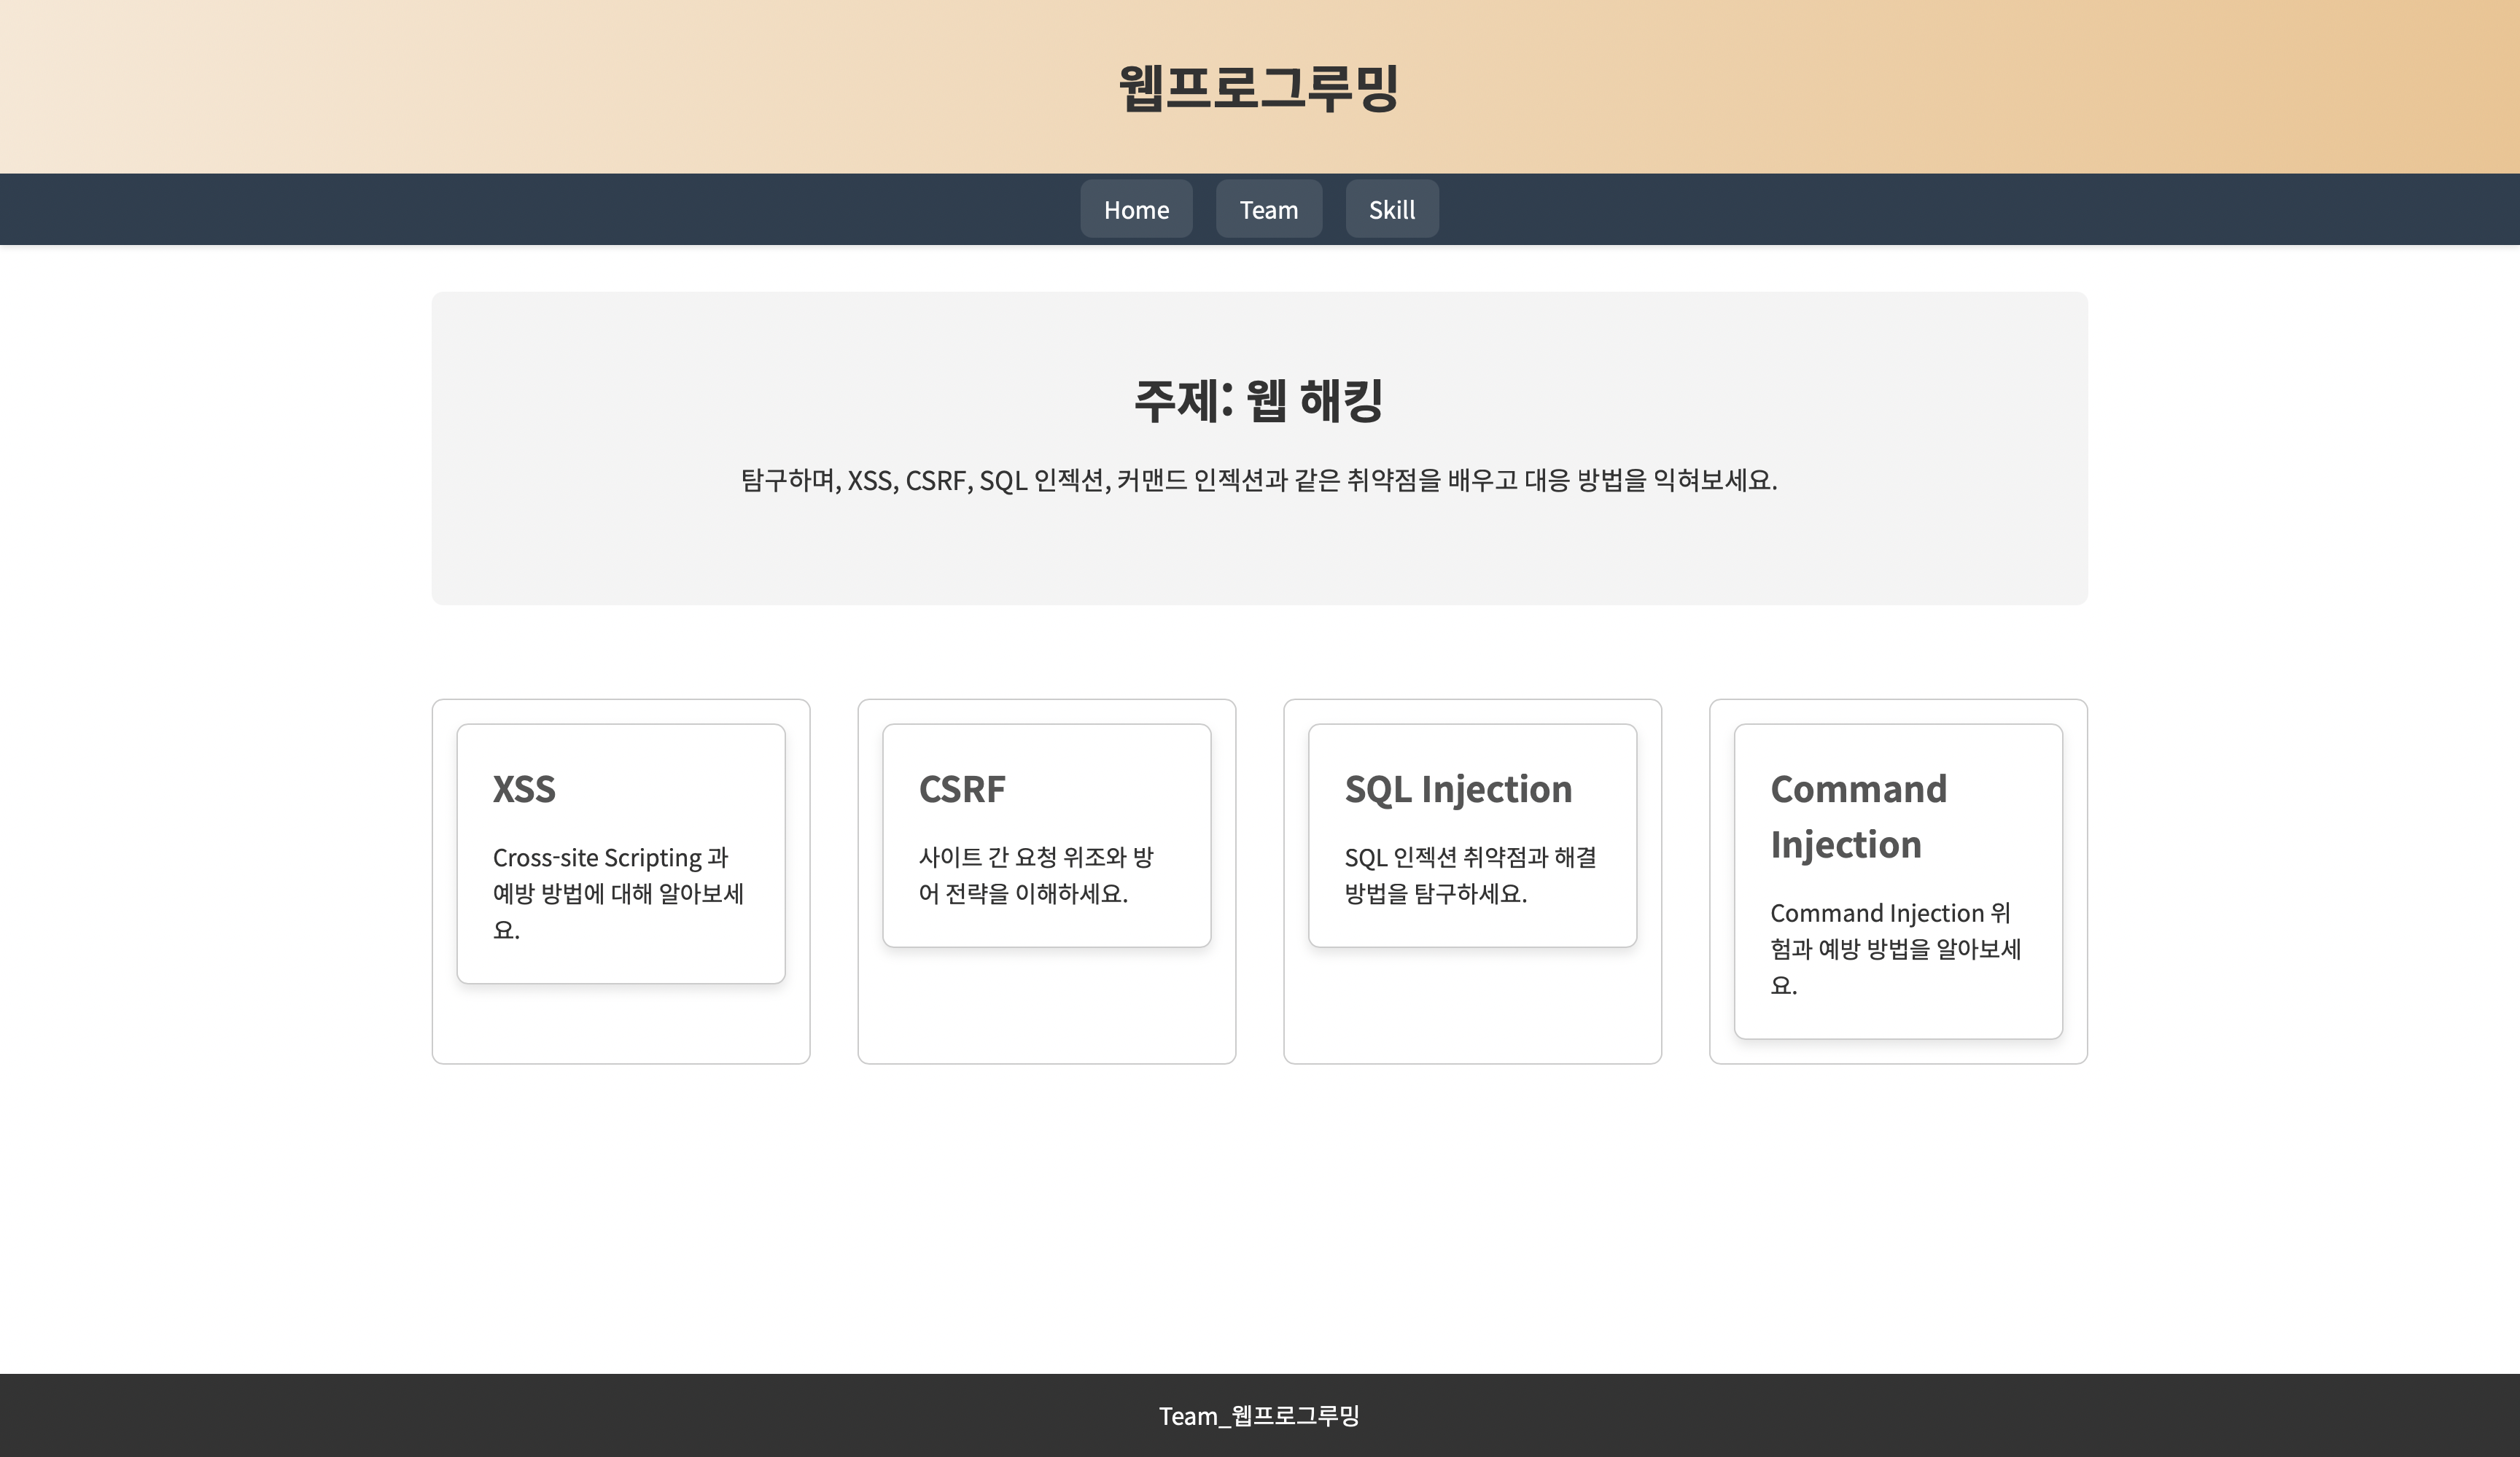 웹프로그루밍
Home
Team
Skill
주제: 웹 해킹
탐구하며, XSS, CSRF, SQL 인젝션, 커맨드 인젝션과 같은 취약점을 배우고 대응 방법을 익혀보세요.
XSS
Cross-site Scripting 과
예방 방법에 대해 알아보세
요.
CSRF
사이트 간 요청 위조와 방
어 전략을 이해하세요.
SQL Injection
SQL 인젝션 취약점과 해결
방법을 탐구하세요.
Command
Injection
Command Injection 위
험과 예방 방법을 알아보세
요.
Team_웹프로그루밍